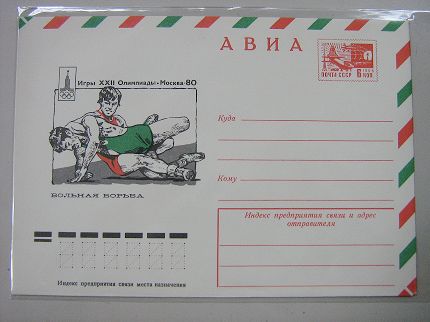 АВИА
Игры XXII Олимпиады · Москва · 80
ПОЧТА СССР 6 КОП.
Куда
Кому
ВОЛЬНАЯ БОРЬБА
Индекс предприятия связи и адрес
отправителя
Индекс предприятия связи места назначения